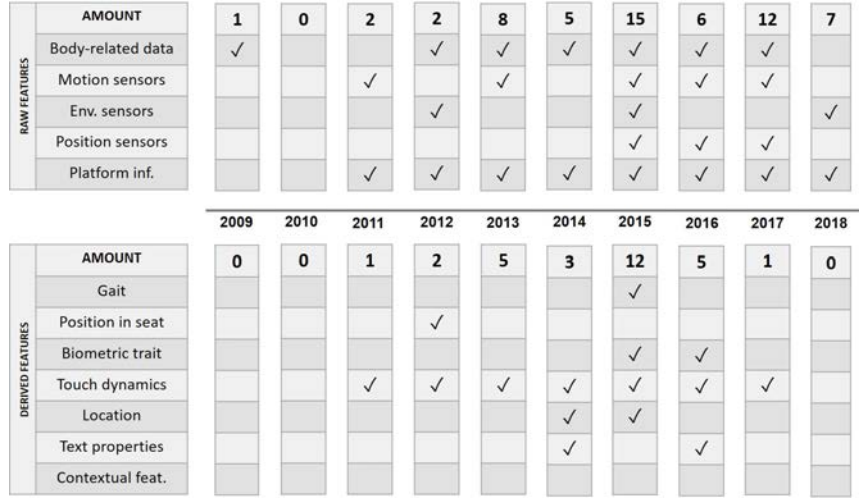 AMOUNT 1 0 2 2 8 5 15 6 12 7
RAW FEATURES
Body-related data ✓ ✓ ✓ ✓ ✓ ✓ ✓
Motion sensors ✓ ✓ ✓ ✓ ✓
Env. sensors ✓ ✓ ✓
Position sensors ✓ ✓ ✓
Platform inf. ✓ ✓ ✓ ✓ ✓ ✓ ✓ ✓
2009 2010 2011 2012 2013 2014 2015 2016 2017 2018
AMOUNT 0 0 1 2 5 3 12 5 1 0
DERIVED FEATURES
Gait ✓
Position in seat ✓
Biometric trait ✓ ✓
Touch dynamics ✓ ✓ ✓ ✓ ✓ ✓ ✓
Location ✓ ✓
Text properties ✓ ✓
Contextual feat.